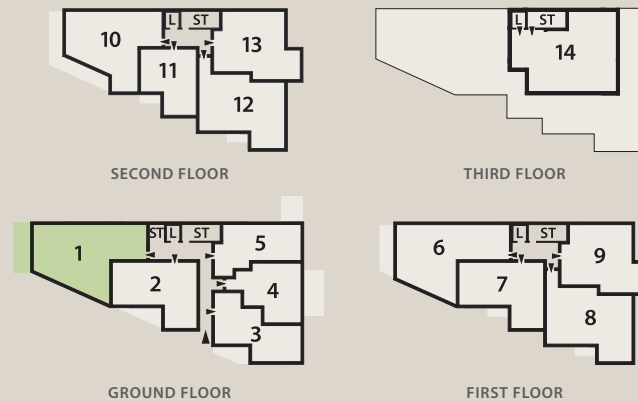 L ST
10
13
11
12
SECOND FLOOR
L ST
14
THIRD FLOOR
ST L ST
1
5
2
4
3
GROUND FLOOR
L ST
6
9
7
8
FIRST FLOOR